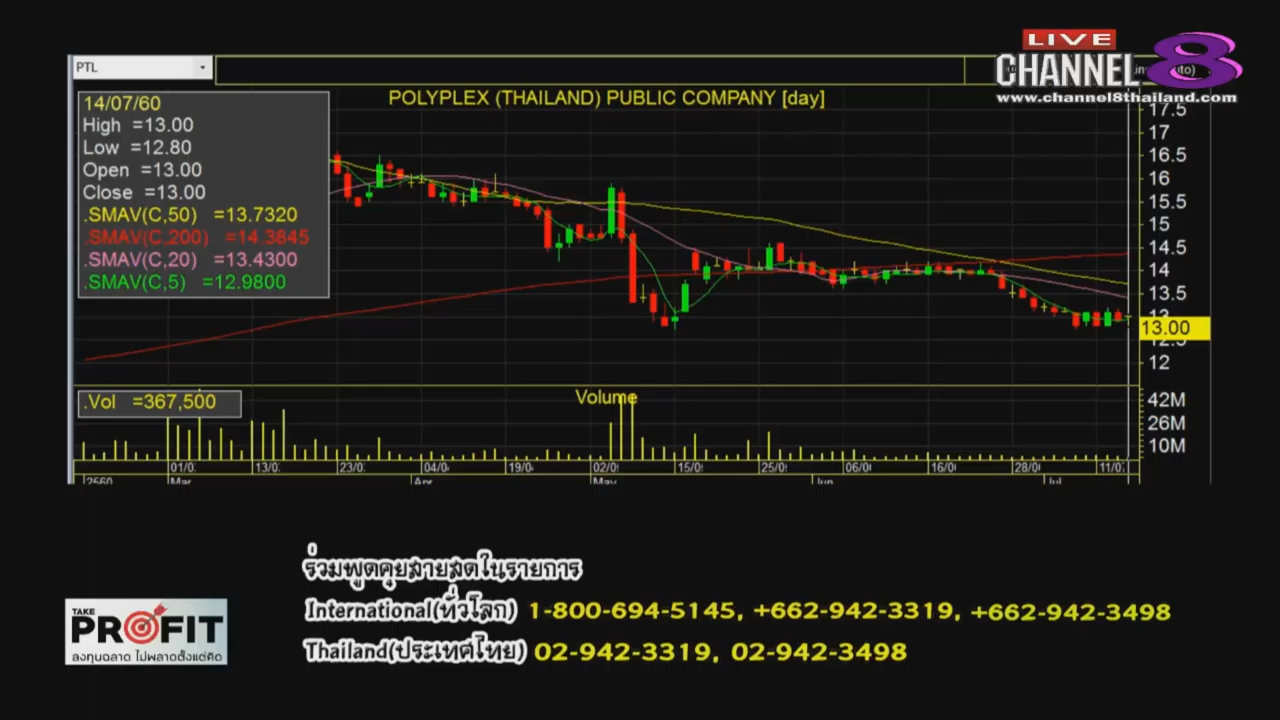 PTL
LIVE
CHANNEL 8
www.channel8thailand.com
POLYPLEX (THAILAND) PUBLIC COMPANY [day]
14/07/60
High =13.00
Low =12.80
Open =13.00
Close =13.00
.SMAV(C,50) =13.7320
.SMAV(C,200) =14.3845
.SMAV(C,20) =13.4300
.SMAV(C,5) =12.9800
17.5
17
16.5
16
15.5
15
14.5
14
13.5
13
13.00
12.5
12
.Vol =367,500
Volume
42M
26M
10M
01/0 13/0 23/ 04/0 19/0 02/0 15/0 25/0 06/0 16/0 28/0 11/0
2560 Mar Apr May Jun Jul
ร่วมพูดคุยสายสดในรายการ
International(ทั่วโลก) 1-800-694-5145, +662-942-3319, +662-942-3498
Thailand(ประเทศไทย) 02-942-3319, 02-942-3498
TAKE
PROFIT
ลงทุนฉลาด ไม่พลาดตั้งแต่คิด